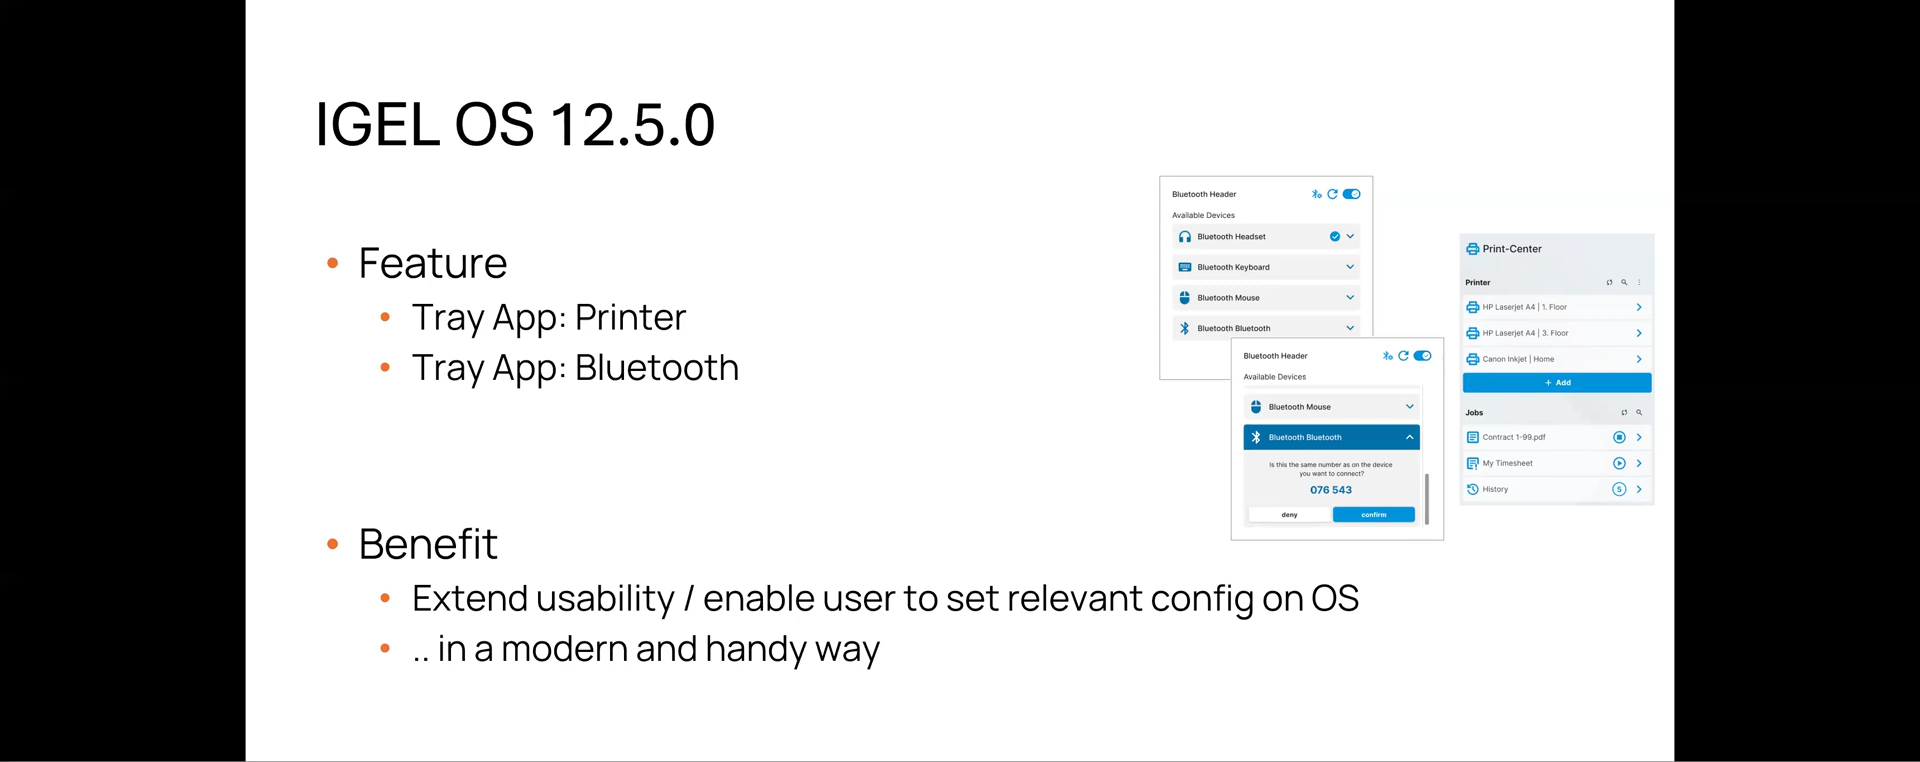 IGEL OS 12.5.0
Feature
Tray App: Printer
Tray App: Bluetooth
Benefit
Extend usability / enable user to set relevant config on OS
.. in a modern and handy way
Bluetooth Header
Available Devices
Bluetooth Headset
Bluetooth Keyboard
Bluetooth Mouse
Bluetooth Bluetooth
Bluetooth Header
Available Devices
Bluetooth Mouse
Bluetooth Bluetooth
Is this the same number as on the device
you want to connect?
076 543
deny confirm
Print-Center
Printer
HP Laserjet A4 | 1. Floor
HP Laserjet A4 | 3. Floor
Canon Inkjet | Home
+ Add
Jobs
Contract 1-99.pdf
My Timesheet
History 5